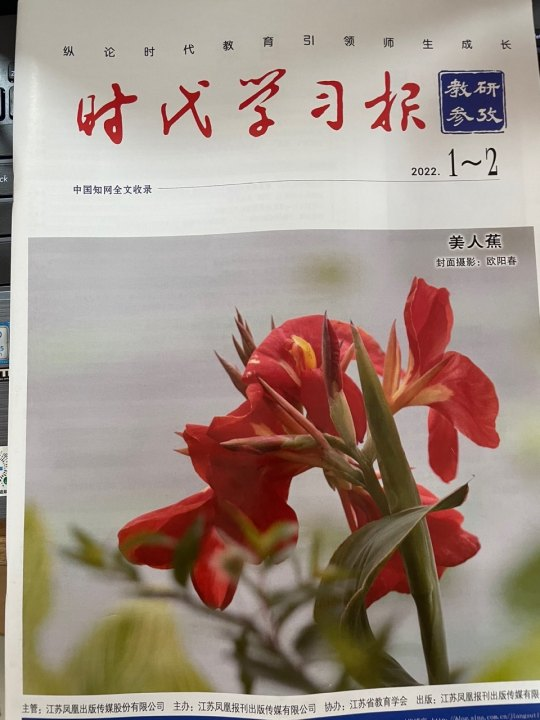 纵论时代教育引领师生成长
时代学习报
教研
参考
2022. 1~2
中国知网全文收录
美人蕉
封面摄影：欧阳春
主管：江苏凤凰出版传媒股份有限公司 主办：江苏凤凰报刊出版传媒有限公司 协办：江苏省教育学会 出版：江苏凤凰报刊出版传媒有限公司